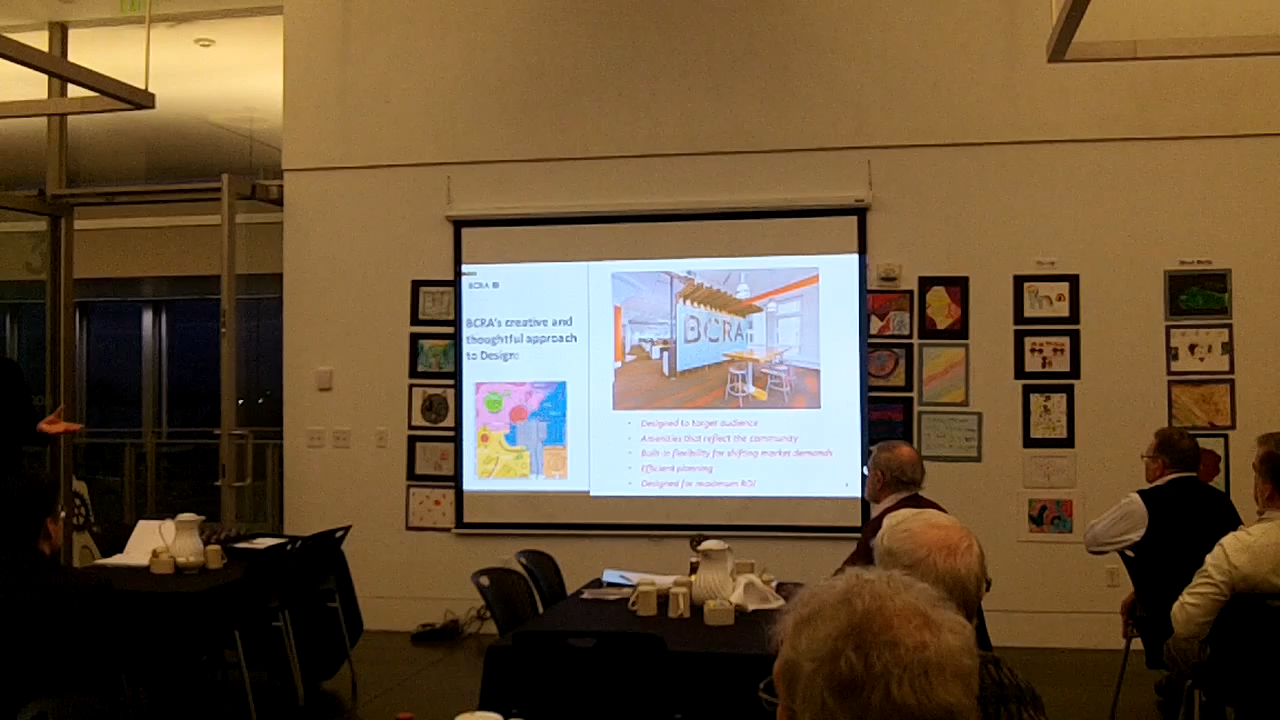 BCRA
BCRA's creative and
thoughtful approach
to Design:
BCRA
• Designed to target audience
• Amenities that reflect the community
• Built-in flexibility for shifting market demands
• Efficient planning
• Designed for maximum ROI